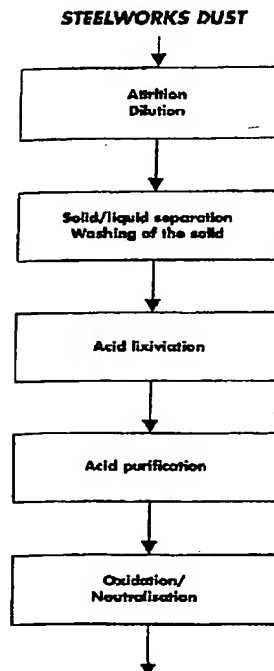 STEELWORKS DUST
Attrition
Dilution
Solid/liquid separation
Washing of the solid
Acid lixiviation
Acid purification
Oxidation/
Neutralisation